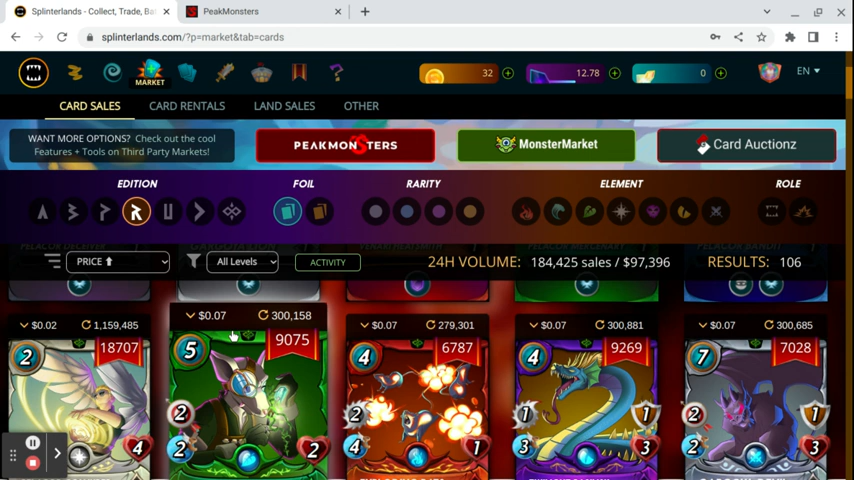 Splinterlands - Collect, Trade, Ba
PeakMonsters
splinterlands.com/?p=market&tab=cards
MARKET
32
12.78
0
EN
CARD SALES
CARD RENTALS
LAND SALES
OTHER
WANT MORE OPTIONS? Check out the cool
Features + Tools on Third Party Markets!
PEAKMONSTERS
MonsterMarket
Card Auctionz
EDITION
FOIL
RARITY
ELEMENT
ROLE
PELACOR MERCENARY
PELACOR BANDIT
PRICE
All Levels
ACTIVITY
24H VOLUME: 184,425 sales / $97,396
RESULTS: 106
$0.02 1,159,485
$0.07 300,158
$0.07 279,301
$0.07 300,881
$0.07 300,685
2 18707
5 9075
4 6787
4 9269
7 7028
4
2 2 2
2 4 1
1 3 1 3
2 2 1 3